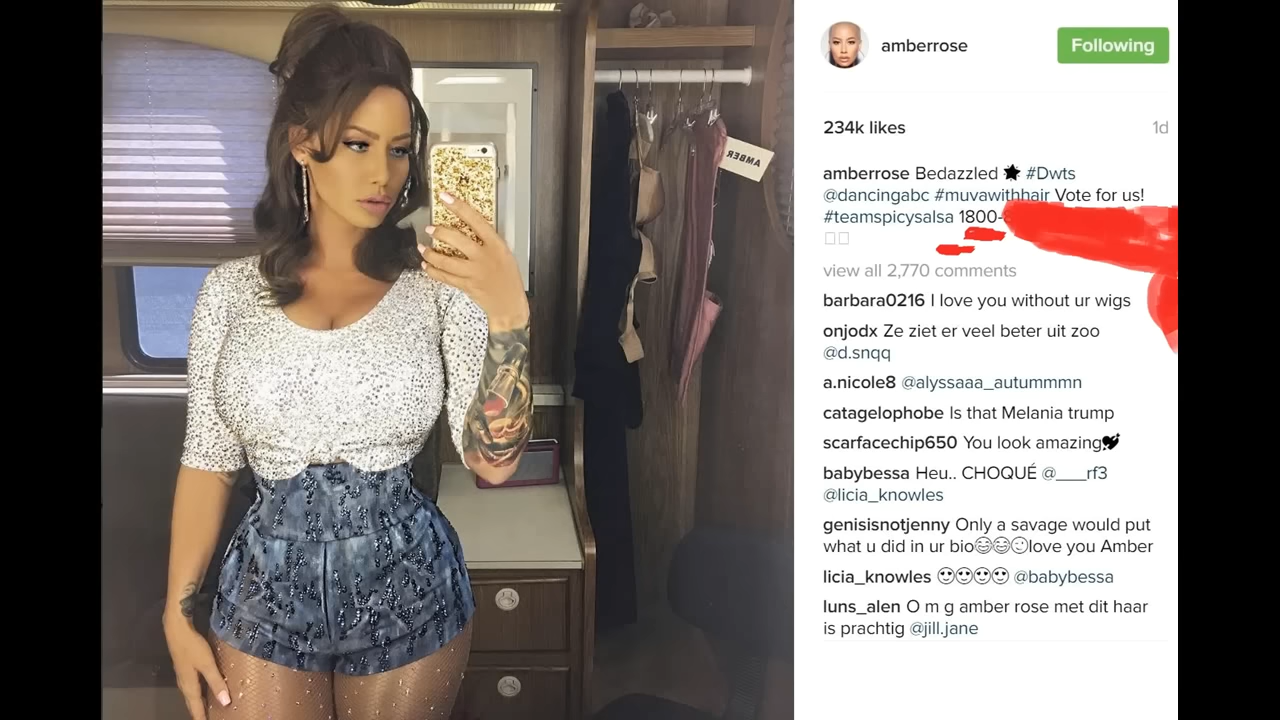 AMBER
amberrose
Following
234k likes
1d
amberrose Bedazzled #Dwts
@dancingabc #muvawithhair Vote for us!
#teamspicysalsa 1800-
view all 2,770 comments
barbara0216 I love you without ur wigs
onjodx Ze ziet er veel beter uit zoo
@d.snqq
a.nicole8 @alyssaaa_autummmn
catagelophobe Is that Melania trump
scarfacechip650 You look amazing
babybessa Heu.. CHOQUÉ @___rf3
@licia_knowles
genisisnotjenny Only a savage would put
what u did in ur bio😂😂😏love you Amber
licia_knowles 😍😍😍😍 @babybessa
luns_alen O m g amber rose met dit haar
is prachtig @jill.jane